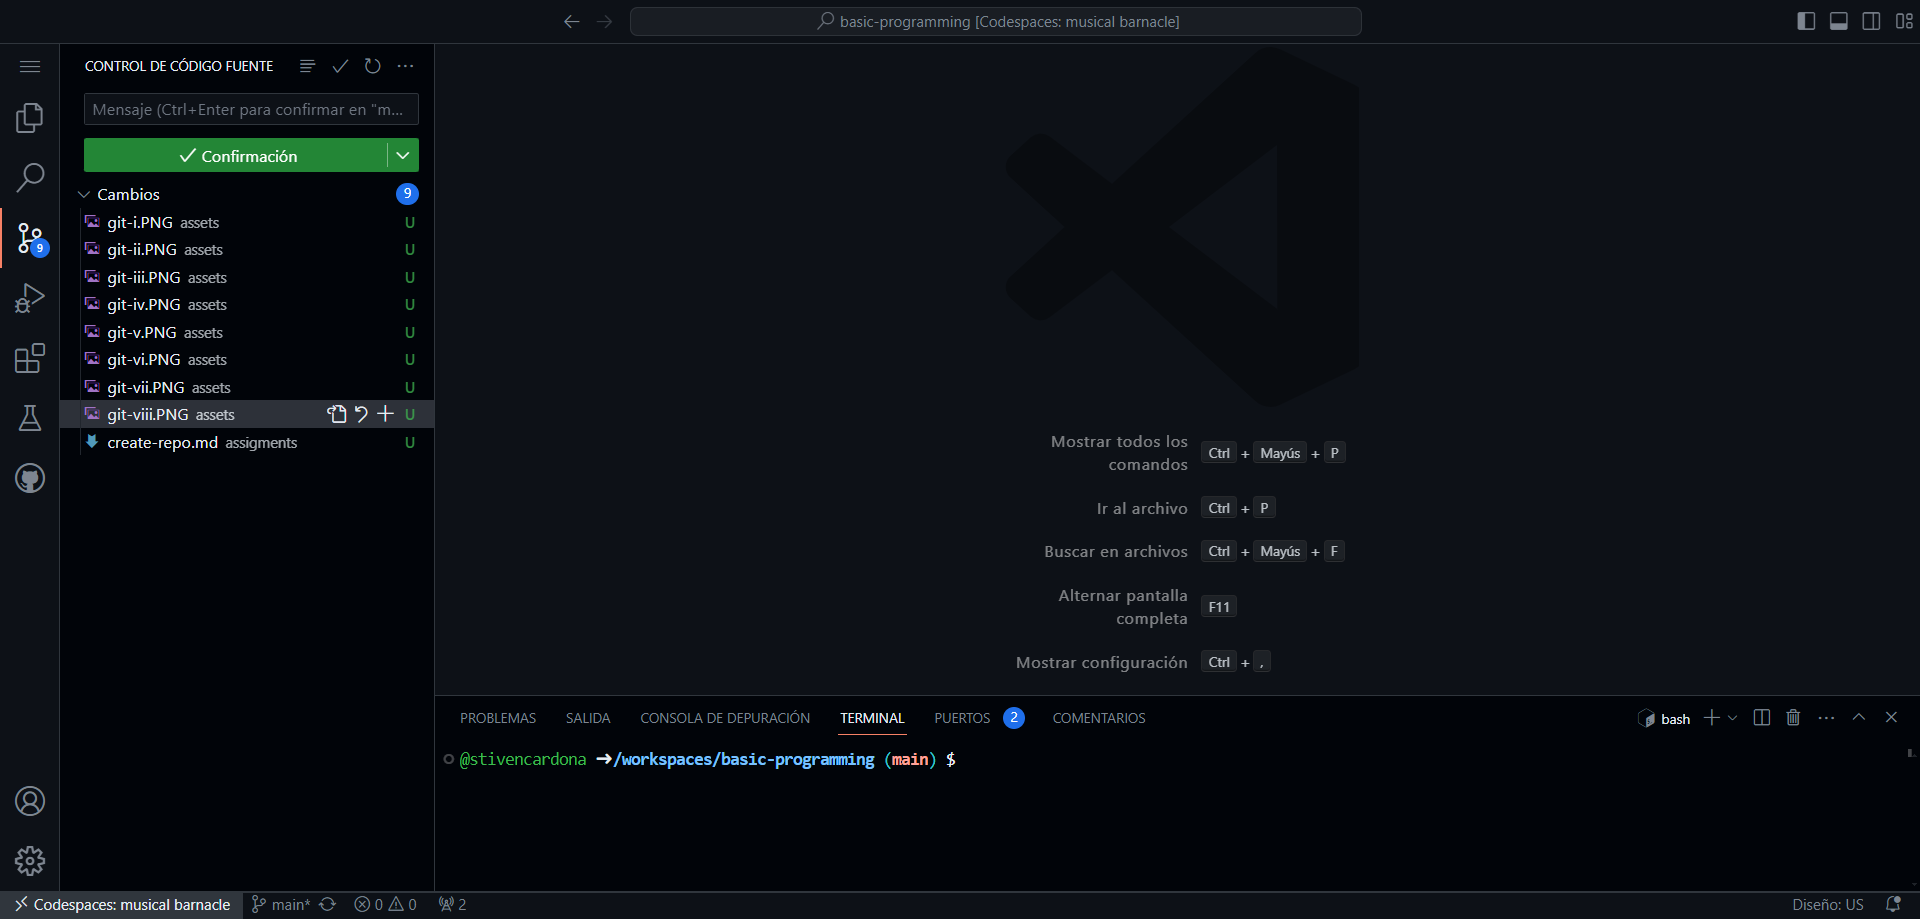 basic-programming [Codespaces: musical barnacle]
CONTROL DE CÓDIGO FUENTE
Mensaje (Ctrl+Enter para confirmar en "m...
Confirmación
Cambios 9
git-i.PNG assets U
git-ii.PNG assets U
git-iii.PNG assets U
git-iv.PNG assets U
git-v.PNG assets U
git-vi.PNG assets U
git-vii.PNG assets U
git-viii.PNG assets U
create-repo.md assigments U
9
Mostrar todos los
comandos Ctrl + Mayús + P
Ir al archivo Ctrl + P
Buscar en archivos Ctrl + Mayús + F
Alternar pantalla
completa F11
Mostrar configuración Ctrl + ,
PROBLEMAS SALIDA CONSOLA DE DEPURACIÓN TERMINAL PUERTOS 2 COMENTARIOS bash
@stivencardona ➜/workspaces/basic-programming (main) $
Codespaces: musical barnacle main* 0 0 2 Diseño: US